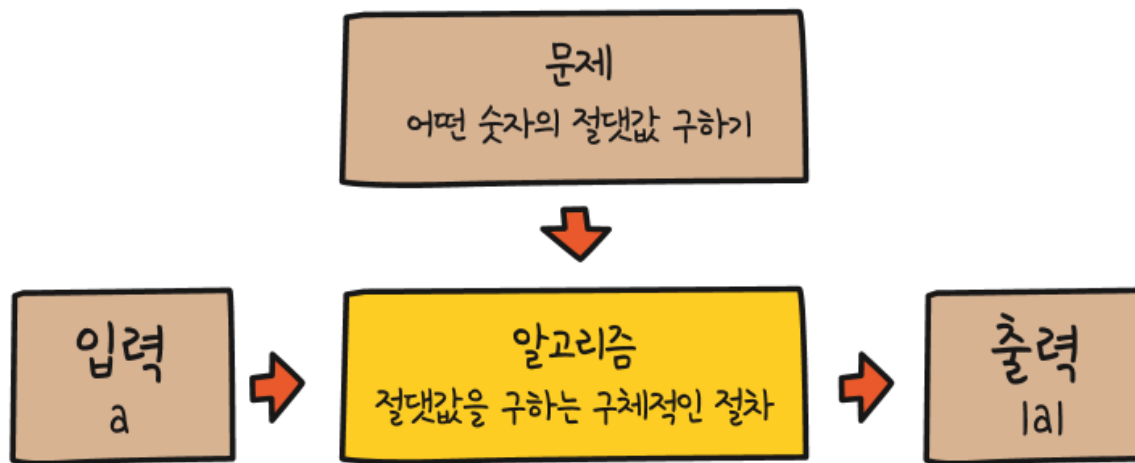 문제
어떤 숫자의 절댓값 구하기
입력
a
알고리즘
절댓값을 구하는 구체적인 절차
출력
|a|